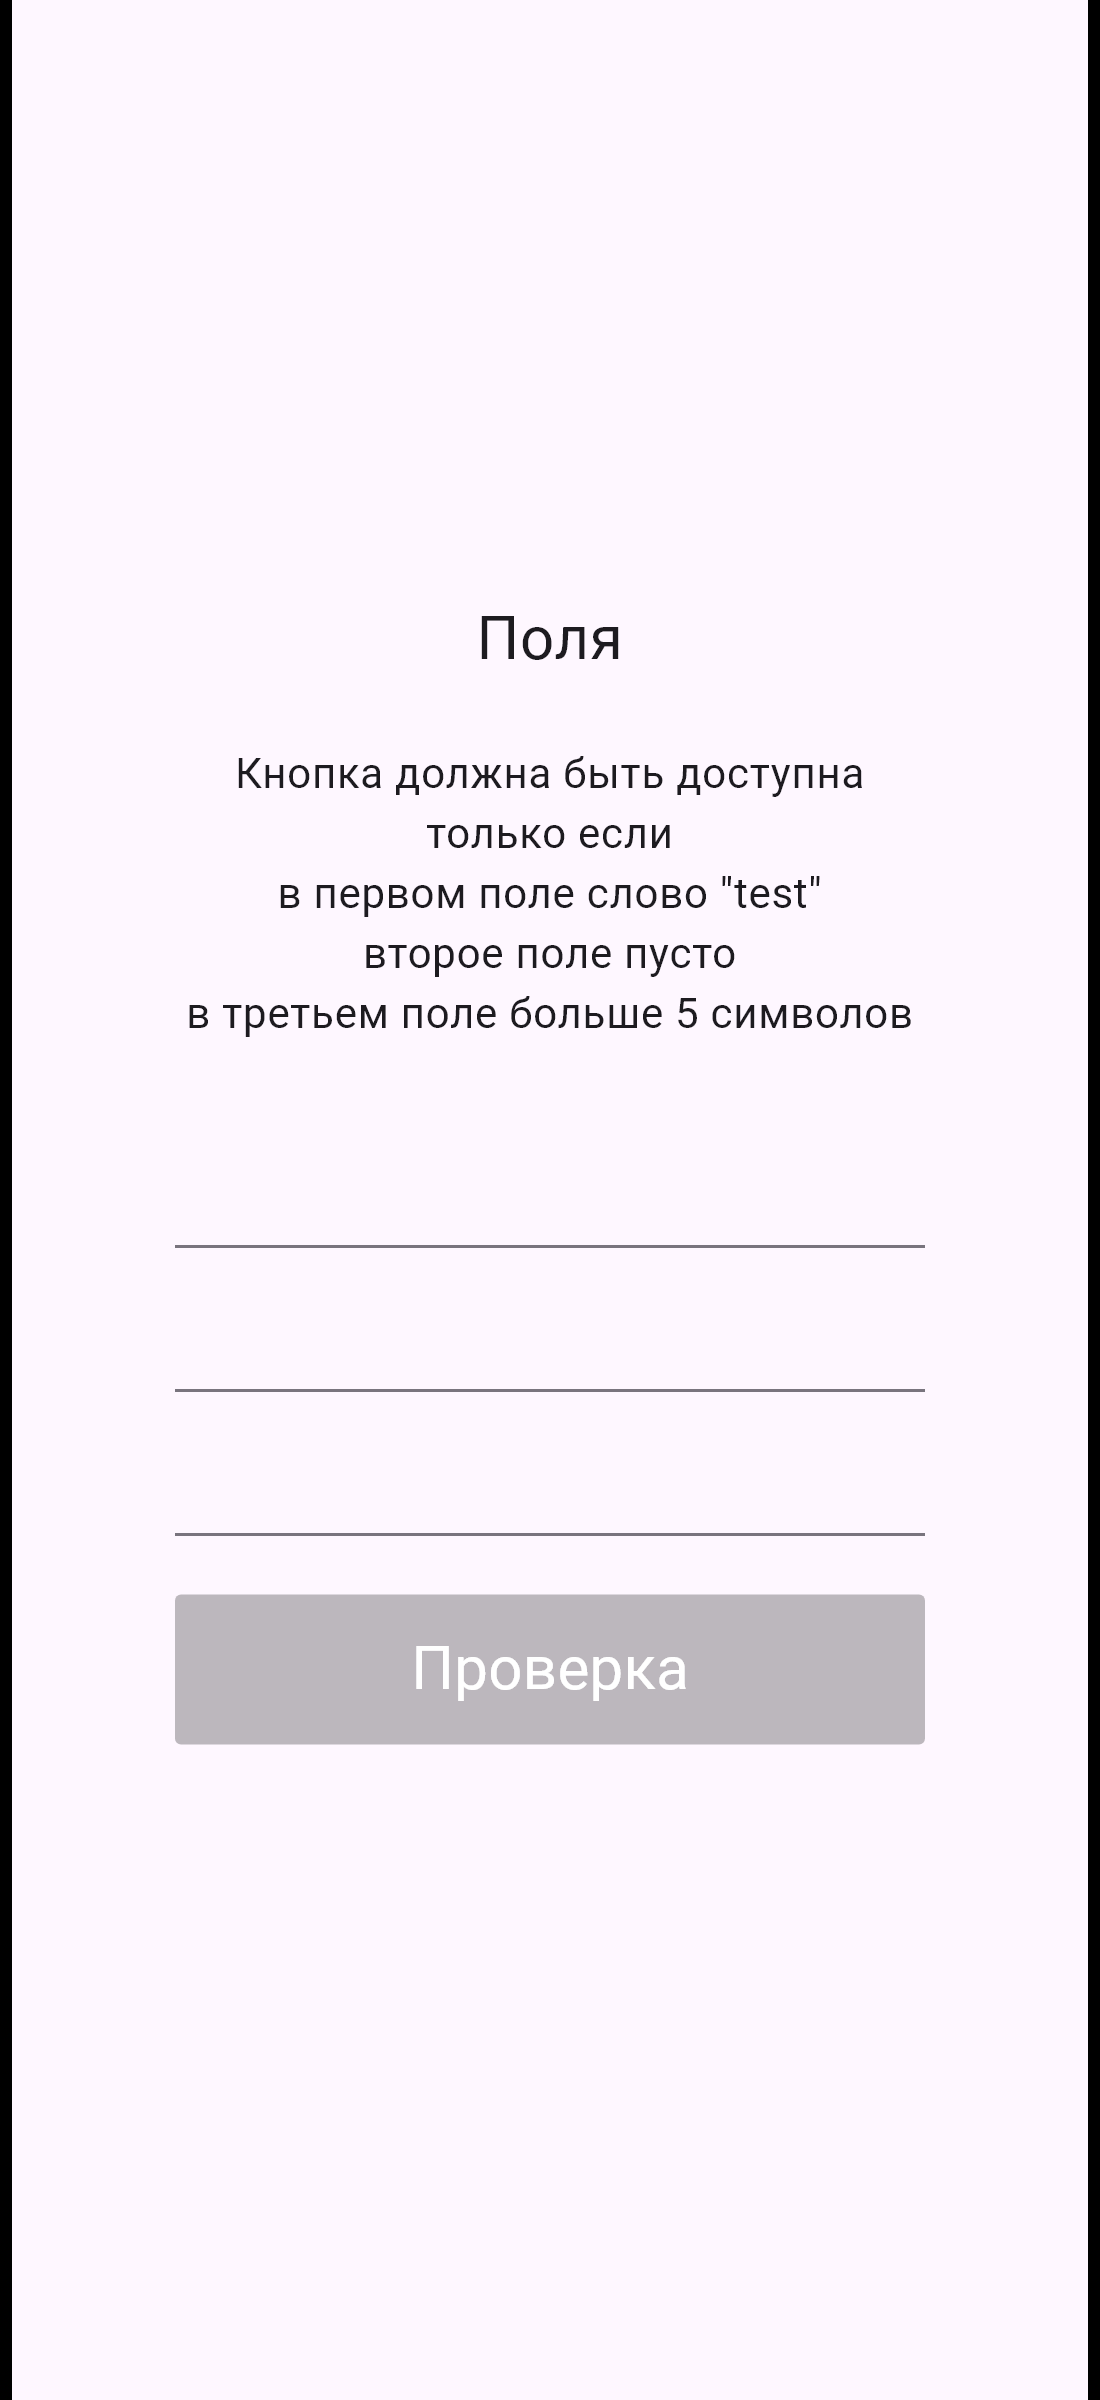 Поля
Кнопка должна быть доступна
только если
в первом поле слово "test"
второе поле пусто
в третьем поле больше 5 символов
Проверка